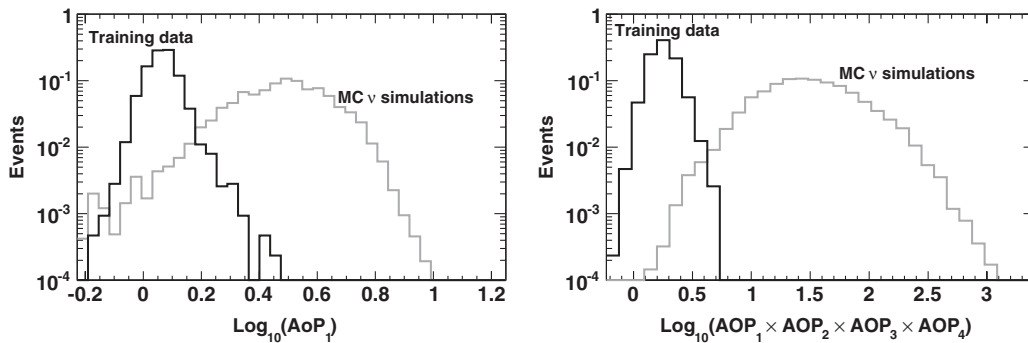 1
Training data
10⁻¹
MC ν simulations
10⁻²
10⁻³
10⁻⁴
Events
-0.2 0 0.2 0.4 0.6 0.8 1 1.2
Log₁₀(AoP₁)
1
Training data
10⁻¹
MC ν simulations
10⁻²
10⁻³
10⁻⁴
Events
0 0.5 1 1.5 2 2.5 3
Log₁₀(AOP₁ × AOP₂ × AOP₃ × AOP₄)